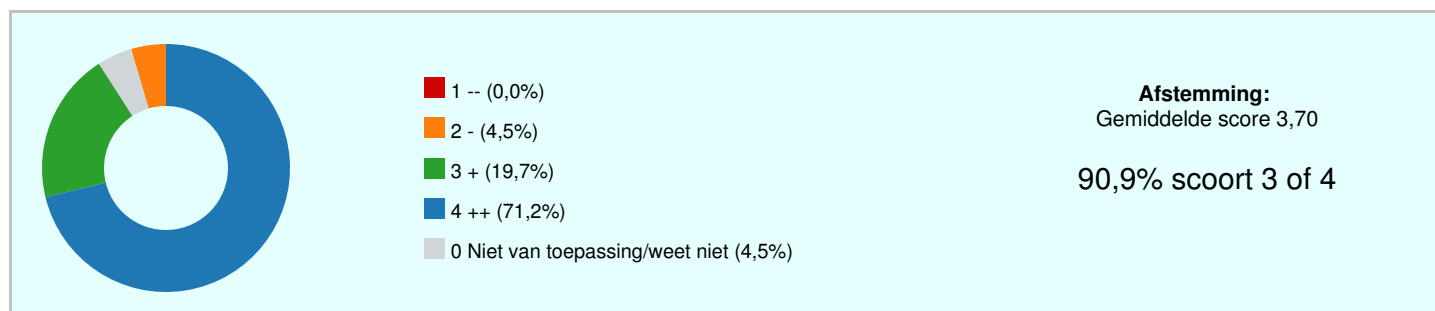 1 -- (0,0%)
2 - (4,5%)
3 + (19,7%)
4 ++ (71,2%)
0 Niet van toepassing/weet niet (4,5%)
Afstemming:
Gemiddelde score 3,70
90,9% scoort 3 of 4